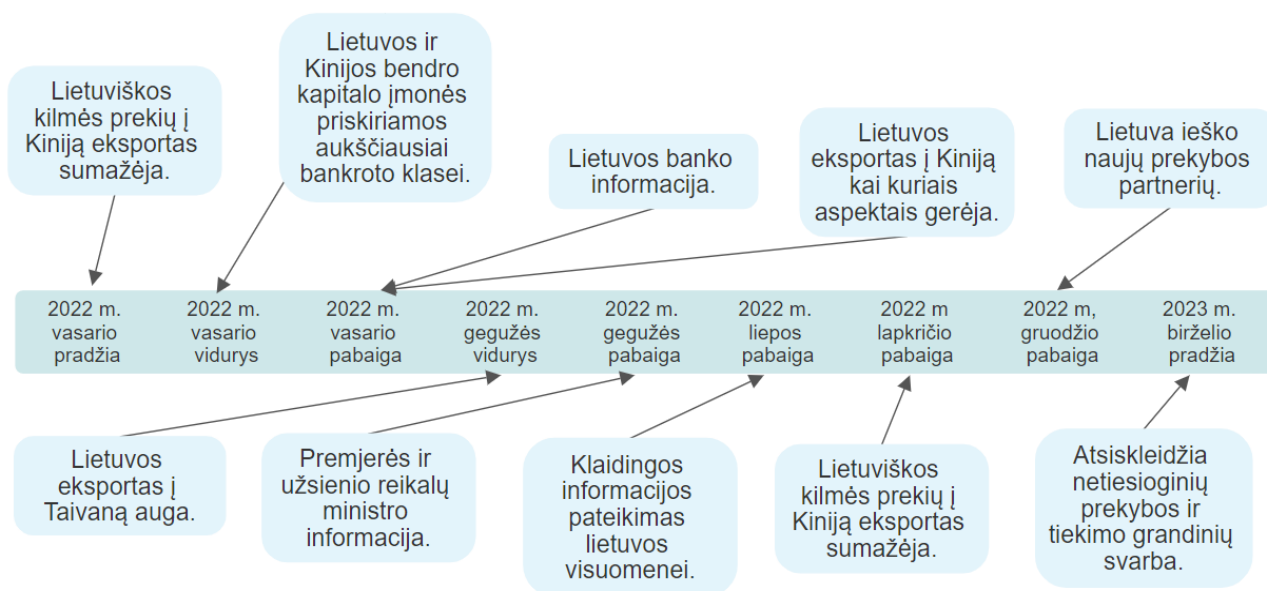 Lietuviškos
kilmės prekių į
Kiniją eksportas
sumažėja.
Lietuvos ir
Kinijos bendro
kapitalo įmonės
priskiriamos
aukščiausiai
bankroto klasei.
Lietuvos banko
informacija.
Lietuvos
eksportas į Kiniją
kai kuriais
aspektais gerėja.
Lietuva ieško
naujų prekybos
partnerių.
2022 m.
vasario
pradžia
2022 m.
vasario
vidurys
2022 m.
vasario
pabaiga
2022 m.
gegužės
vidurys
2022 m.
gegužės
pabaiga
2022 m.
liepos
pabaiga
2022 m
lapkričio
pabaiga
2022 m,
gruodžio
pabaiga
2023 m.
birželio
pradžia
Lietuvos
eksportas į
Taivaną auga.
Premjerės ir
užsienio reikalų
ministro
informacija.
Klaidingos
informacijos
pateikimas
lietuvos
visuomenei.
Lietuviškos
kilmės prekių į
Kiniją eksportas
sumažėja.
Atsiskleidžia
netiesioginių
prekybos ir
tiekimo grandinių
svarba.